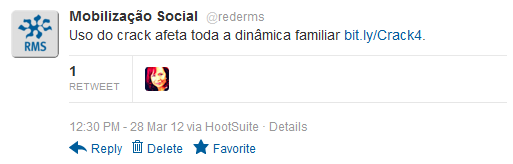 Mobilização Social @rederms
Uso do crack afeta toda a dinâmica familiar bit.ly/Crack4.
RMS
1
RETWEET
12:30 PM - 28 Mar 12 via HootSuite · Details
Reply Delete Favorite